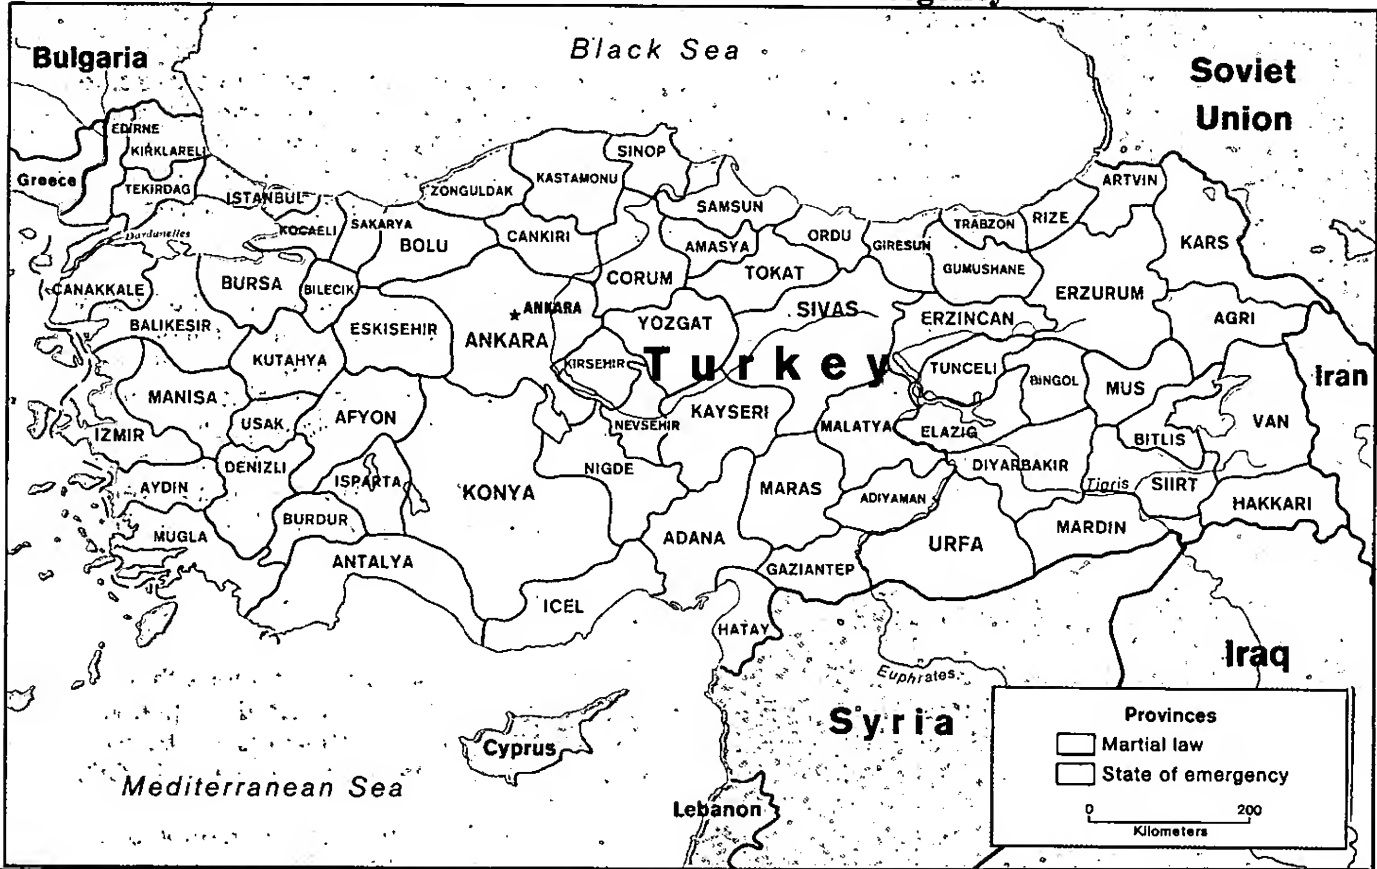 Bulgaria
Black Sea
Soviet
Union
EDIRNE
KIRKLARELI
Greece
TEKIRDAG
ISTANBUL
KOCAELI
SAKARYA
ZONGULDAK
KASTAMONU
SINOP
SAMSUN
ARTVIN
Dardanelles
BOLU
CANKIRI
AMASYA
ORDU
GIRESUN
TRABZON
RIZE
KARS
CANAKKALE
BURSA
BILECIK
CORUM
TOKAT
GUMUSHANE
ERZURUM
BALIKESIR
ESKISEHIR
ANKARA
ANKARA
YOZGAT
SIVAS
ERZINCAN
AGRI
KUTAHYA
KIRSEHIR
Turkey
TUNCELI
BINGOL
MUS
Iran
MANISA
USAK
AFYON
NEVSEHIR
KAYSERI
MALATYA
ELAZIG
BITLIS
VAN
IZMIR
DENIZLI
ISPARTA
NIGDE
DIYARBAKIR
AYDIN
KONYA
MARAS
ADIYAMAN
Tigris
SIIRT
HAKKARI
MUGLA
BURDUR
ADANA
URFA
MARDIN
ANTALYA
ICEL
GAZIANTEP
HATAY
Iraq
Euphrates
Syria
Cyprus
Mediterranean Sea
Lebanon
Provinces
Martial law
State of emergency
0 200
Kilometers